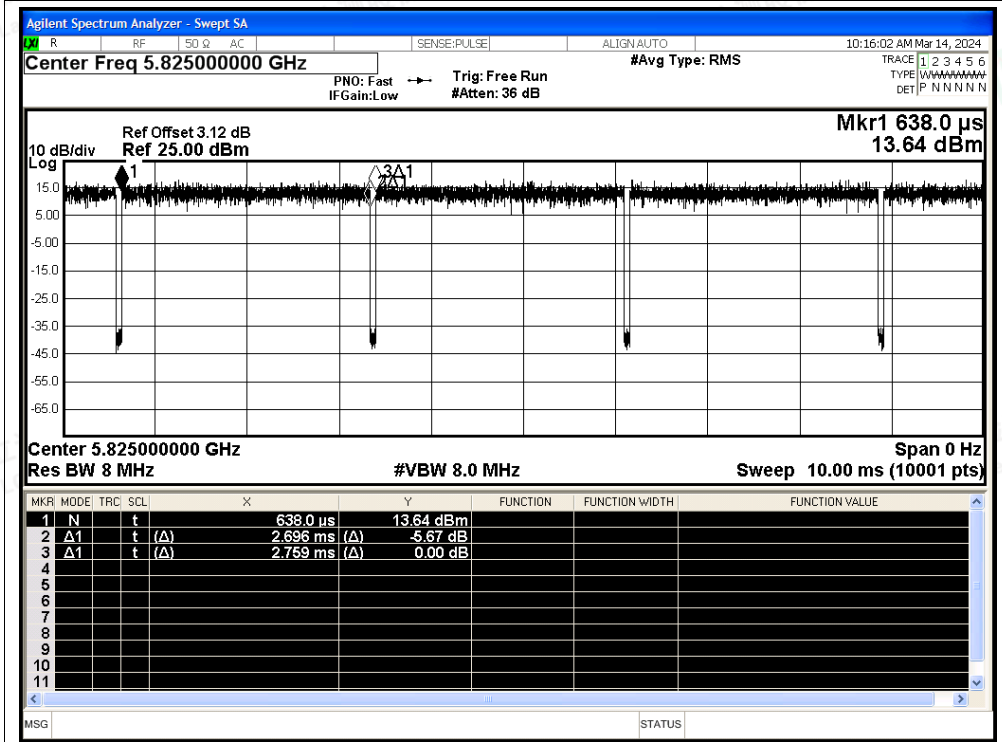 Agilent Spectrum Analyzer - Swept SA
LXI R RF 50 Ω AC SENSE:PULSE ALIGN AUTO 10:16:02 AM Mar 14, 2024
Center Freq 5.825000000 GHz #Avg Type: RMS TRACE 1 2 3 4 5 6
PNO: Fast Trig: Free Run TYPE WWWWWW
IFGain:Low #Atten: 36 dB DET P N N N N N
Mkr1 638.0 µs
Ref Offset 3.12 dB
10 dB/div Ref 25.00 dBm 13.64 dBm
Log
1 3Δ1
2Δ1
15.0
5.00
-5.00
-15.0
-25.0
-35.0
-45.0
-55.0
-65.0
Center 5.825000000 GHz Span 0 Hz
Res BW 8 MHz #VBW 8.0 MHz Sweep 10.00 ms (10001 pts)
MKR MODE TRC SCL X Y FUNCTION FUNCTION WIDTH FUNCTION VALUE
1 N t 638.0 µs 13.64 dBm
2 Δ1 t (Δ) 2.696 ms (Δ) -5.67 dB
3 Δ1 t (Δ) 2.759 ms (Δ) 0.00 dB
4
5
6
7
8
9
10
11
MSG STATUS